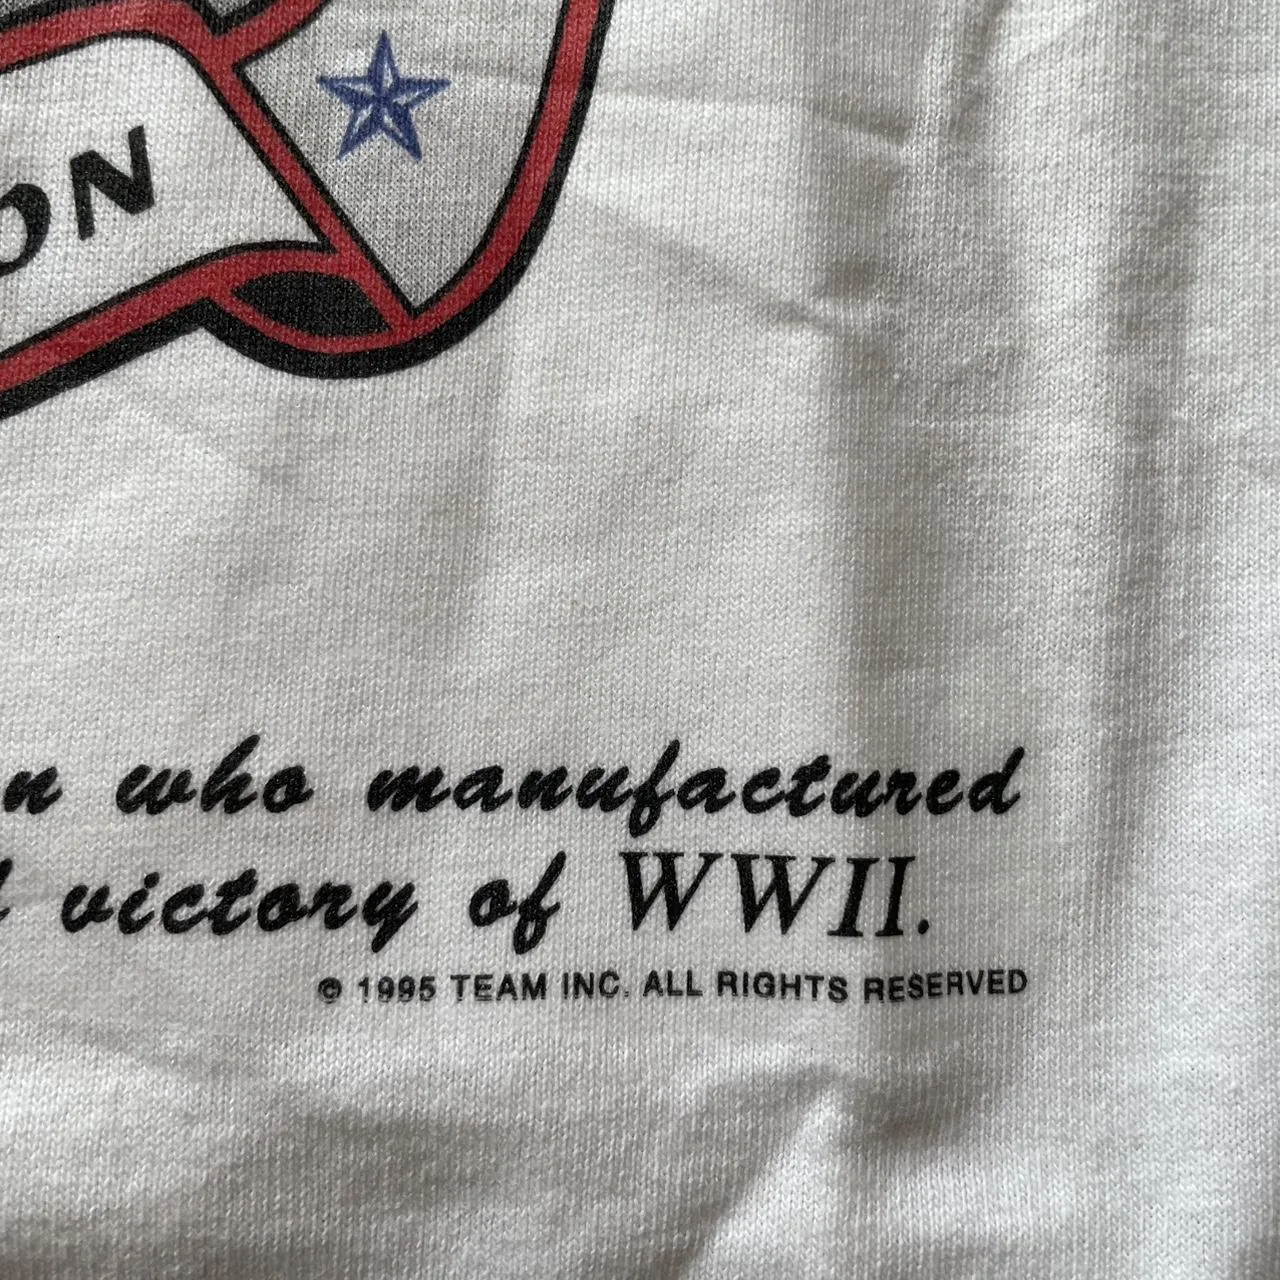 ON
n who manufactured
victory of WWII.
© 1995 TEAM INC. ALL RIGHTS RESERVED